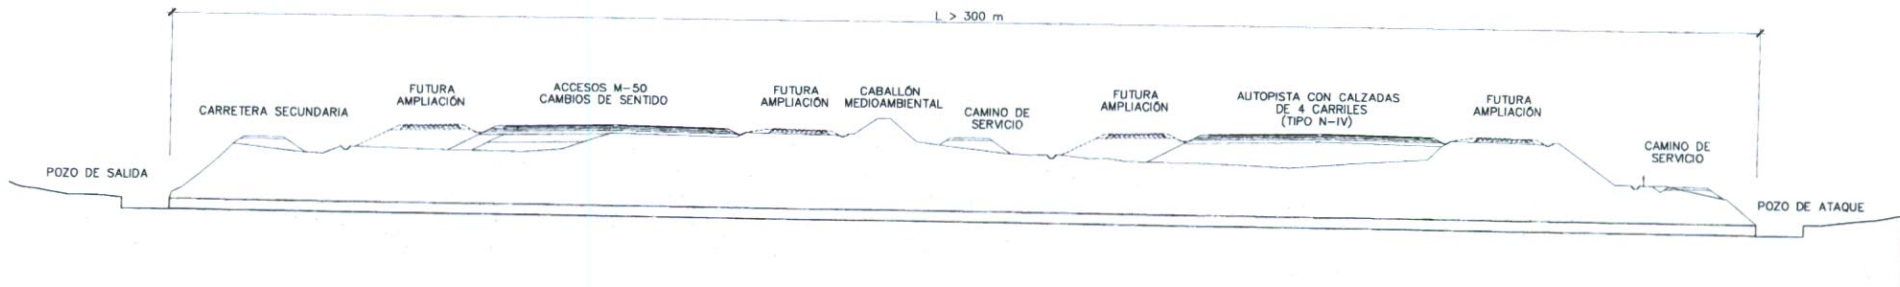 L > 300 m
CARRETERA SECUNDARIA
FUTURA
AMPLIACIÓN
ACCESOS M-50
CAMBIOS DE SENTIDO
FUTURA
AMPLIACIÓN
CABALLÓN
MEDIOAMBIENTAL
CAMINO DE
SERVICIO
FUTURA
AMPLIACIÓN
AUTOPISTA CON CALZADAS
DE 4 CARRILES
(TIPO N-IV)
FUTURA
AMPLIACIÓN
CAMINO DE
SERVICIO
POZO DE SALIDA
POZO DE ATAQUE